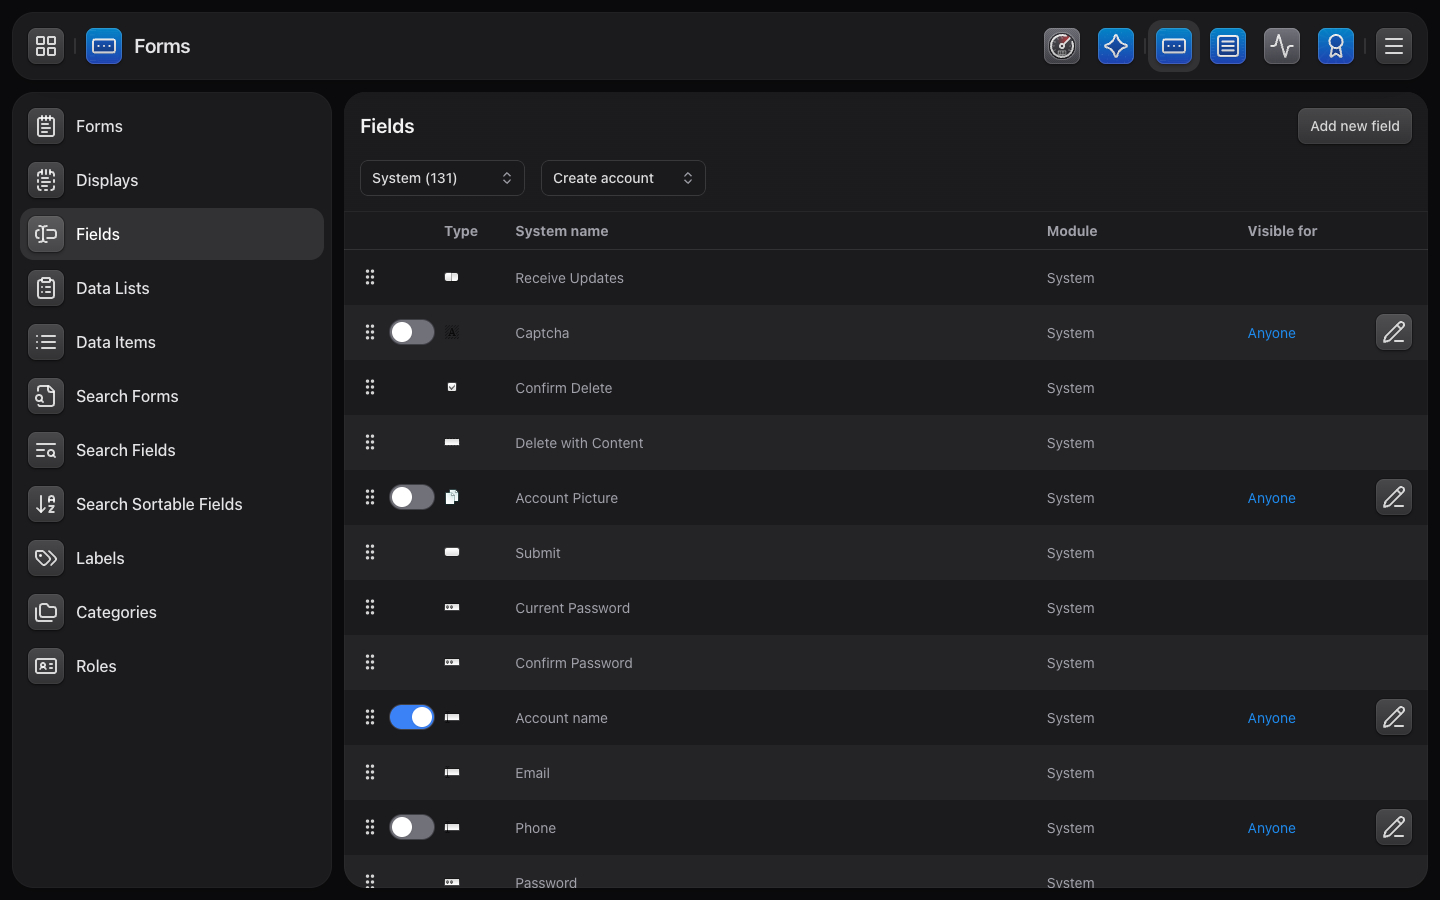 Forms
Forms
Displays
Fields
Data Lists
Data Items
Search Forms
Search Fields
Search Sortable Fields
Labels
Categories
Roles
Fields
Add new field
System (131)
Create account
Type System name Module Visible for
Receive Updates System
A Captcha System Anyone
Confirm Delete System
Delete with Content System
Account Picture System Anyone
Submit System
Current Password System
Confirm Password System
Account name System Anyone
Email System
Phone System Anyone
Password System